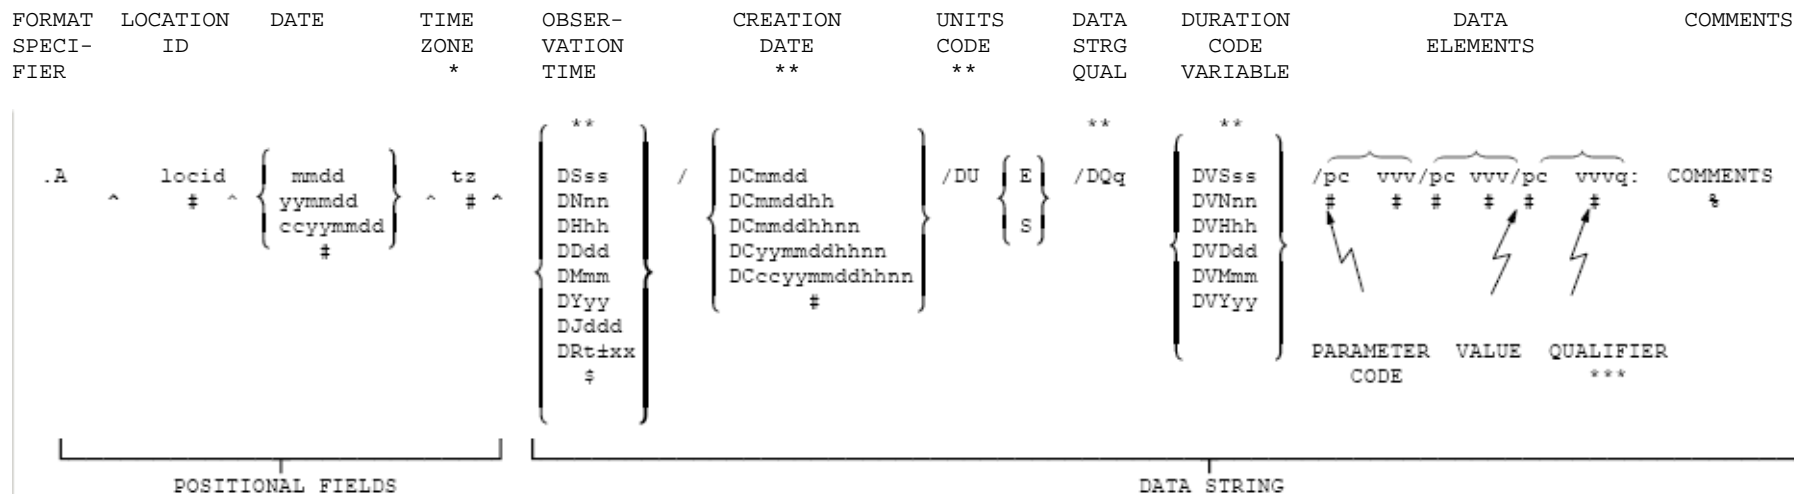 FORMAT LOCATION DATE TIME OBSER- CREATION UNITS DATA DURATION DATA COMMENTS
SPECI- ID ZONE VATION DATE CODE STRG CODE ELEMENTS
FIER * TIME ** ** QUAL VARIABLE
** ** **
.A locid mmdd tz DSss / DCmmdd /DU E /DQq DVSss /pc vvv/pc vvv/pc vvvq: COMMENTS
^ # ^ yymmdd ^ # ^ DNnn DCmmddhh DVNnn # # # # # # %
ccyymmdd DHhh DCmmddhhnn S DVHhh
# DDdd DCyymmddhhnn DVDdd
DMmm DCccyymmddhhnn DVMmm
DYyy # DVYyy
DJddd
DRt±xx PARAMETER VALUE QUALIFIER
$ CODE ***
POSITIONAL FIELDS DATA STRING